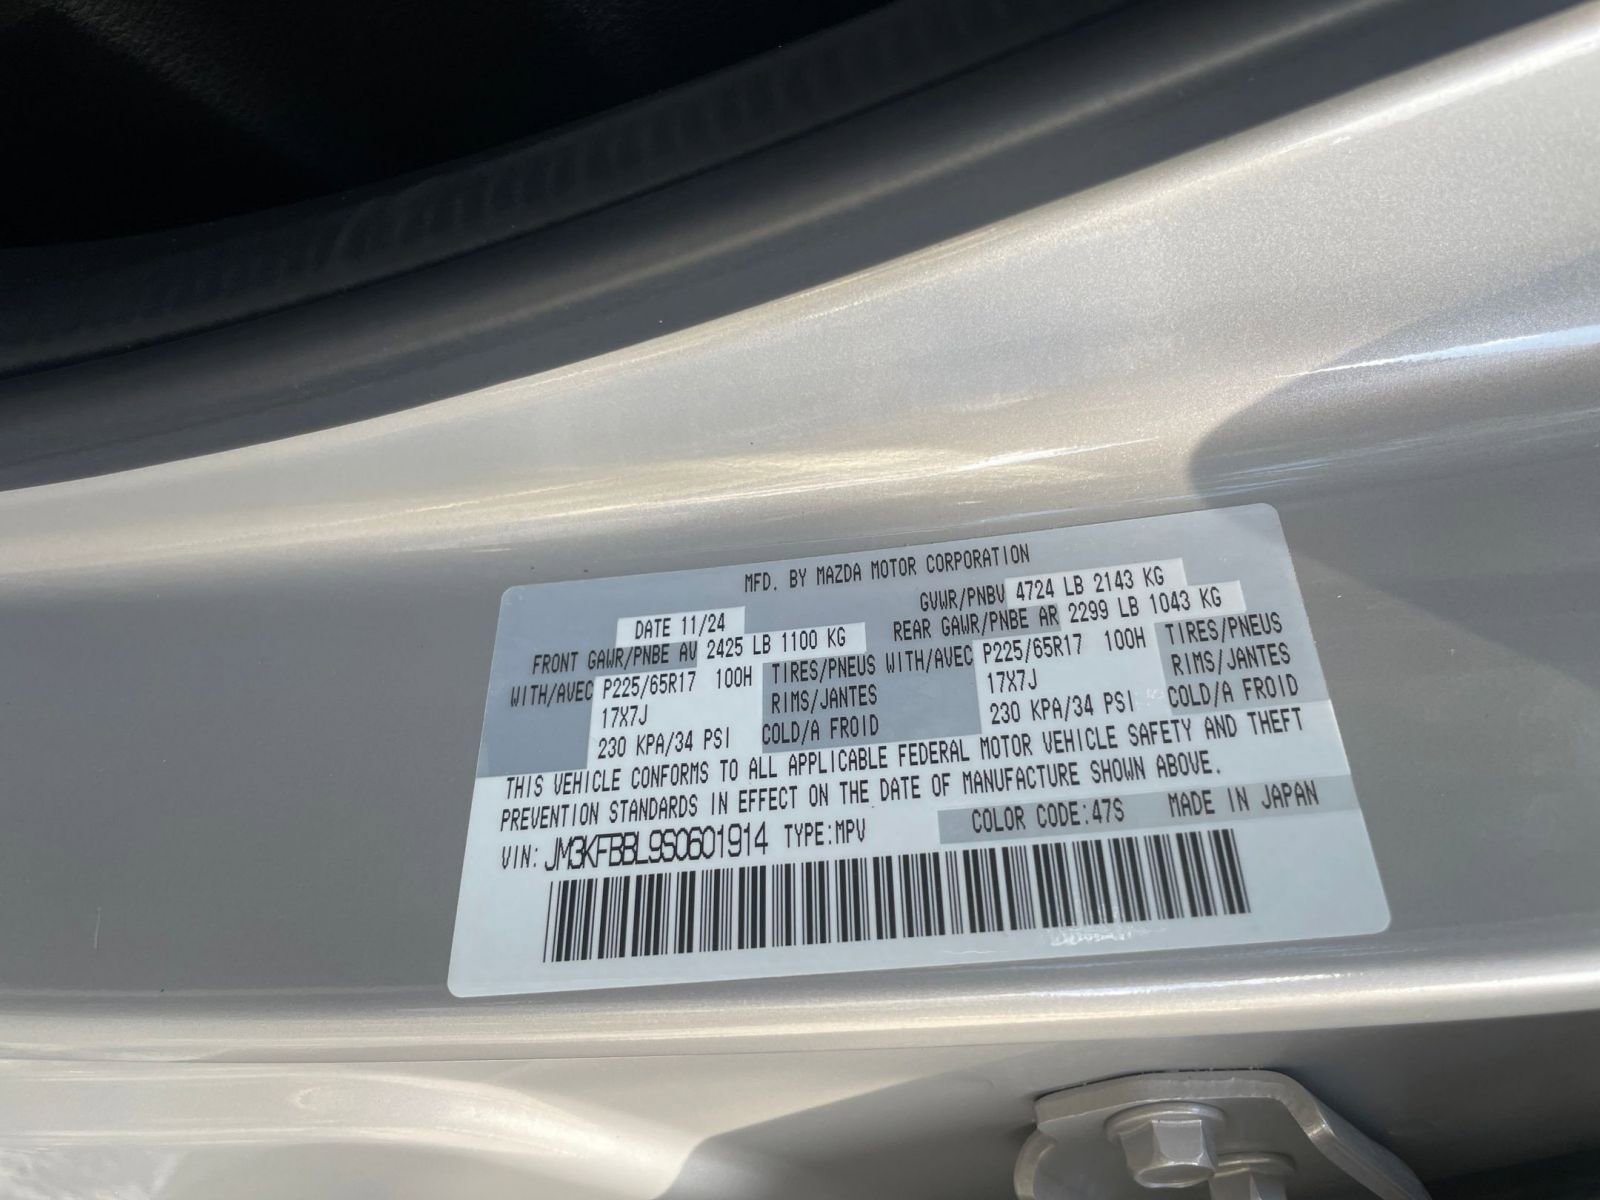 MFD. BY MAZDA MOTOR CORPORATION
DATE 11/24 GVWR/PNBV 4724 LB 2143 KG
FRONT GAWR/PNBE AV 2425 LB 1100 KG REAR GAWR/PNBE AR 2299 LB 1043 KG
WITH/AVEC P225/65R17 100H TIRES/PNEUS WITH/AVEC P225/65R17 100H TIRES/PNEUS
17X7J RIMS/JANTES 17X7J RIMS/JANTES
230 KPA/34 PSI COLD/A FROID 230 KPA/34 PSI COLD/A FROID
THIS VEHICLE CONFORMS TO ALL APPLICABLE FEDERAL MOTOR VEHICLE SAFETY AND THEFT
PREVENTION STANDARDS IN EFFECT ON THE DATE OF MANUFACTURE SHOWN ABOVE.
VIN: JM3KFBBL9S0601914 TYPE:MPV COLOR CODE:47S MADE IN JAPAN